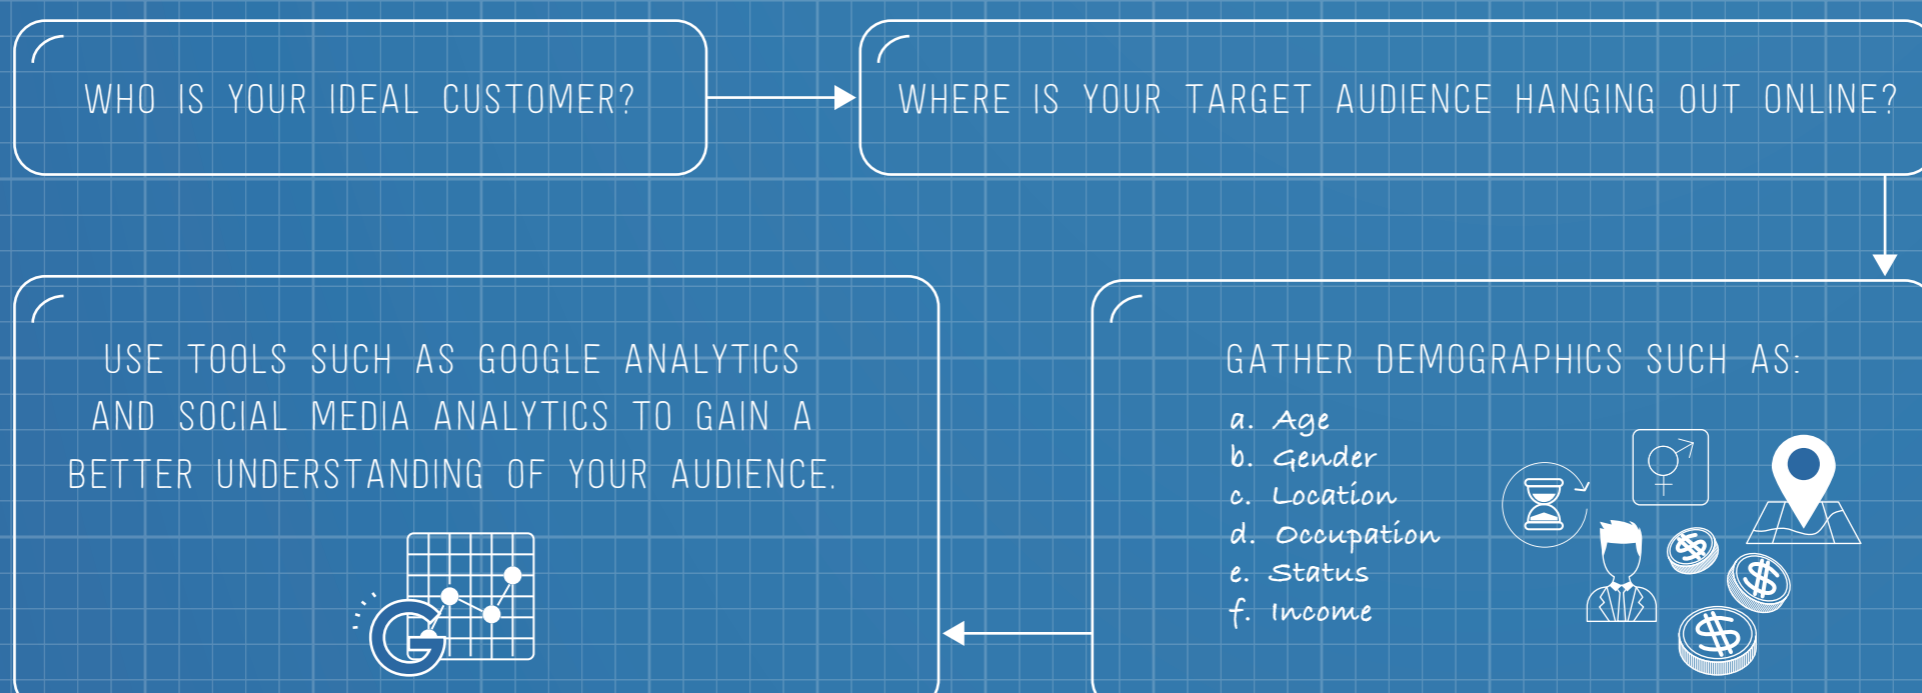 WHO IS YOUR IDEAL CUSTOMER?
WHERE IS YOUR TARGET AUDIENCE HANGING OUT ONLINE?
GATHER DEMOGRAPHICS SUCH AS:
a. Age
b. Gender
c. Location
d. Occupation
e. Status
f. Income
USE TOOLS SUCH AS GOOGLE ANALYTICS
AND SOCIAL MEDIA ANALYTICS TO GAIN A
BETTER UNDERSTANDING OF YOUR AUDIENCE.